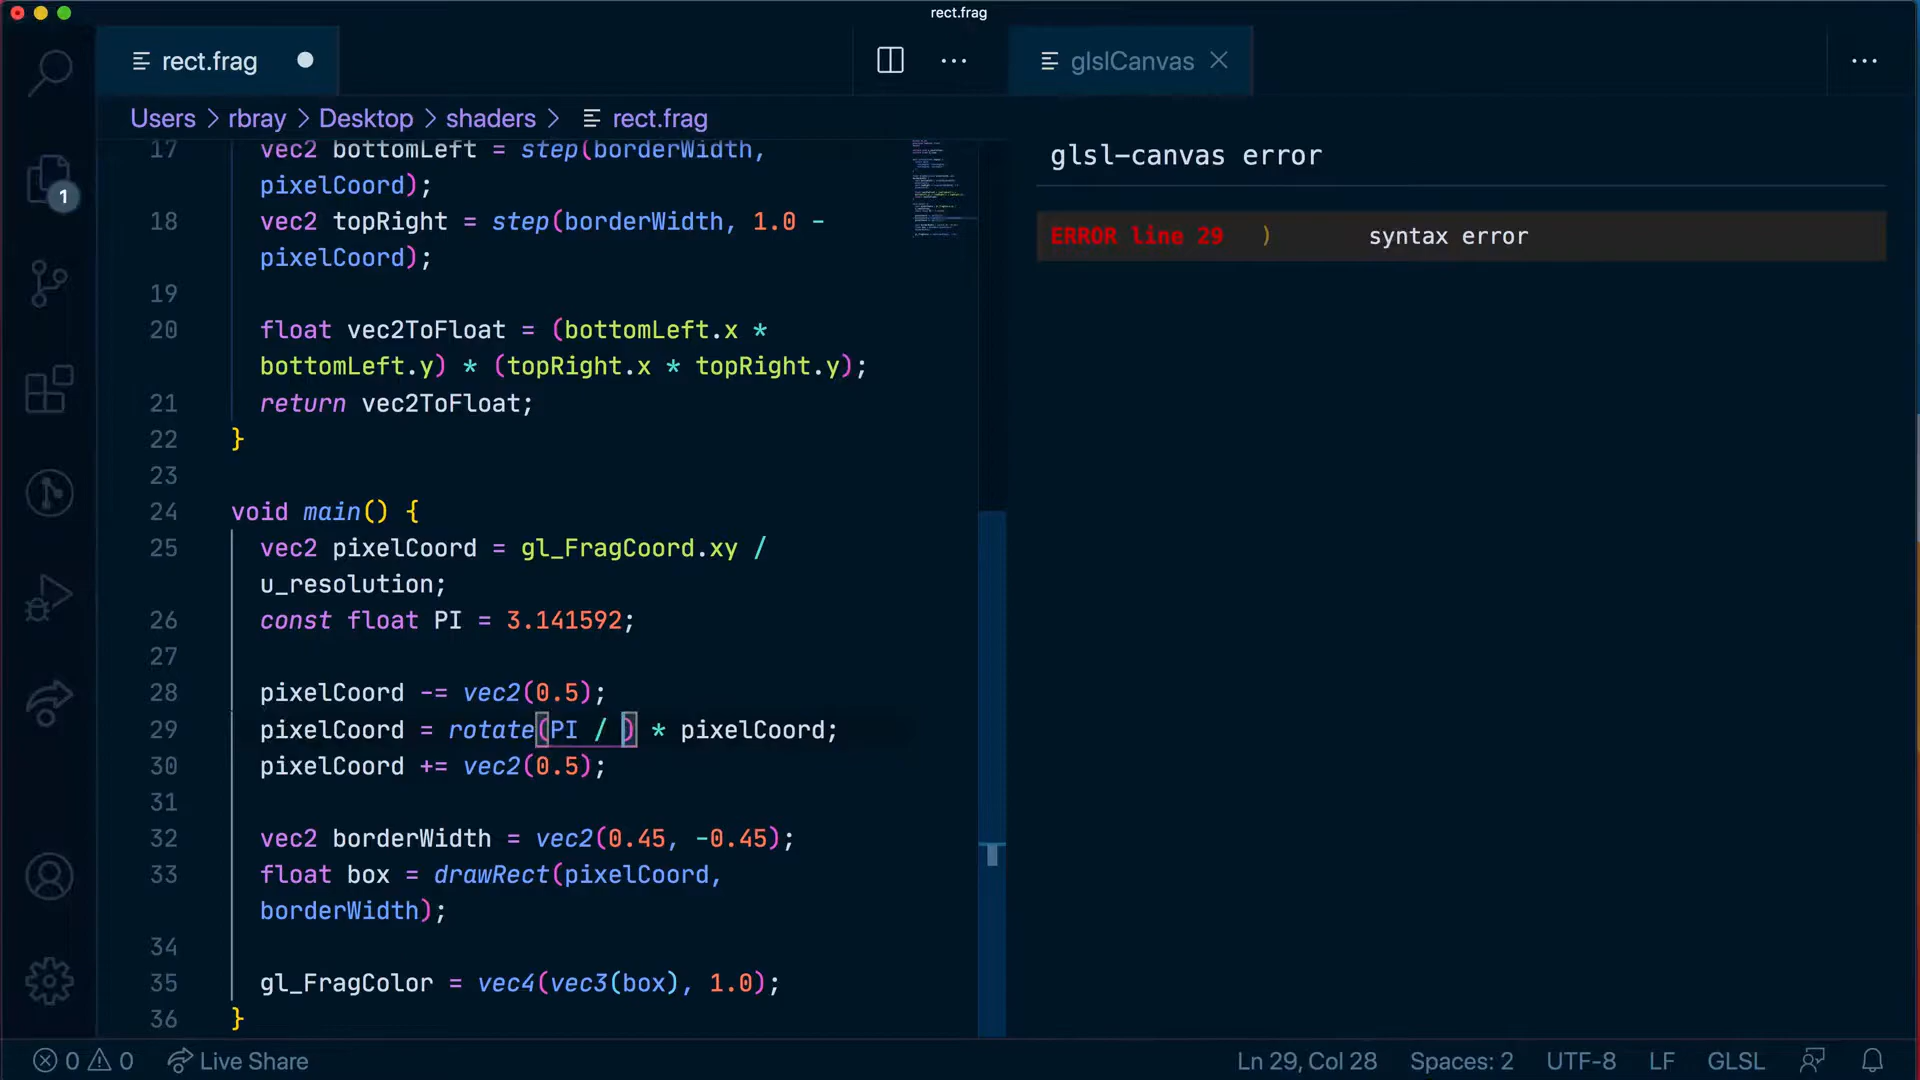 rect.frag
rect.frag
glslCanvas
Users > rbray > Desktop > shaders > rect.frag
17 vec2 bottomLeft = step(borderWidth,
pixelCoord);
18 vec2 topRight = step(borderWidth, 1.0 -
pixelCoord);
19
20 float vec2ToFloat = (bottomLeft.x *
bottomLeft.y) * (topRight.x * topRight.y);
21 return vec2ToFloat;
22 }
23
24 void main() {
25 vec2 pixelCoord = gl_FragCoord.xy /
u_resolution;
26 const float PI = 3.141592;
27
28 pixelCoord -= vec2(0.5);
29 pixelCoord = rotate(PI / ) * pixelCoord;
30 pixelCoord += vec2(0.5);
31
32 vec2 borderWidth = vec2(0.45, -0.45);
33 float box = drawRect(pixelCoord,
borderWidth);
34
35 gl_FragColor = vec4(vec3(box), 1.0);
36 }
glsl-canvas error
ERROR line 29 ) syntax error
1
0 0 Live Share
Ln 29, Col 28 Spaces: 2 UTF-8 LF GLSL